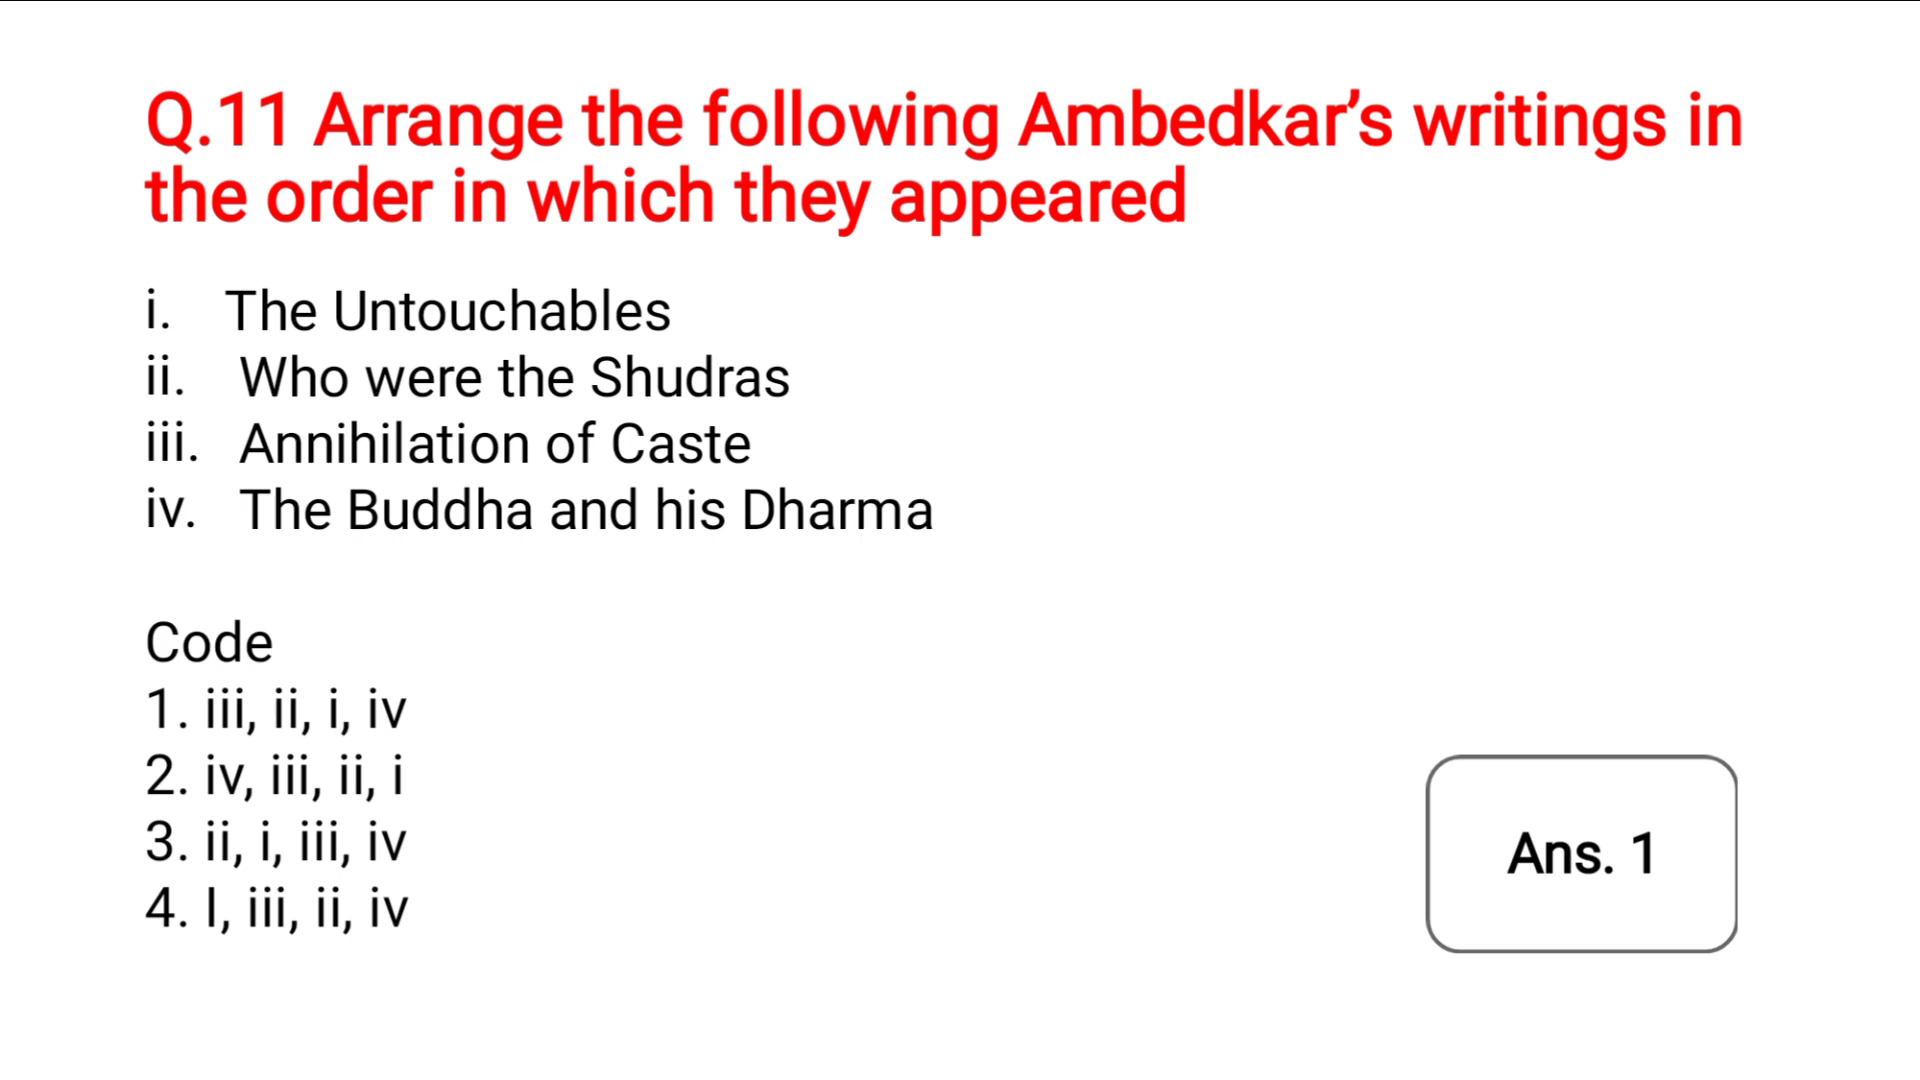 Q.11 Arrange the following Ambedkar’s writings in
the order in which they appeared
i. The Untouchables
ii. Who were the Shudras
iii. Annihilation of Caste
iv. The Buddha and his Dharma
Code
1. iii, ii, i, iv
2. iv, iii, ii, i
3. ii, i, iii, iv
4. I, iii, ii, iv
Ans. 1